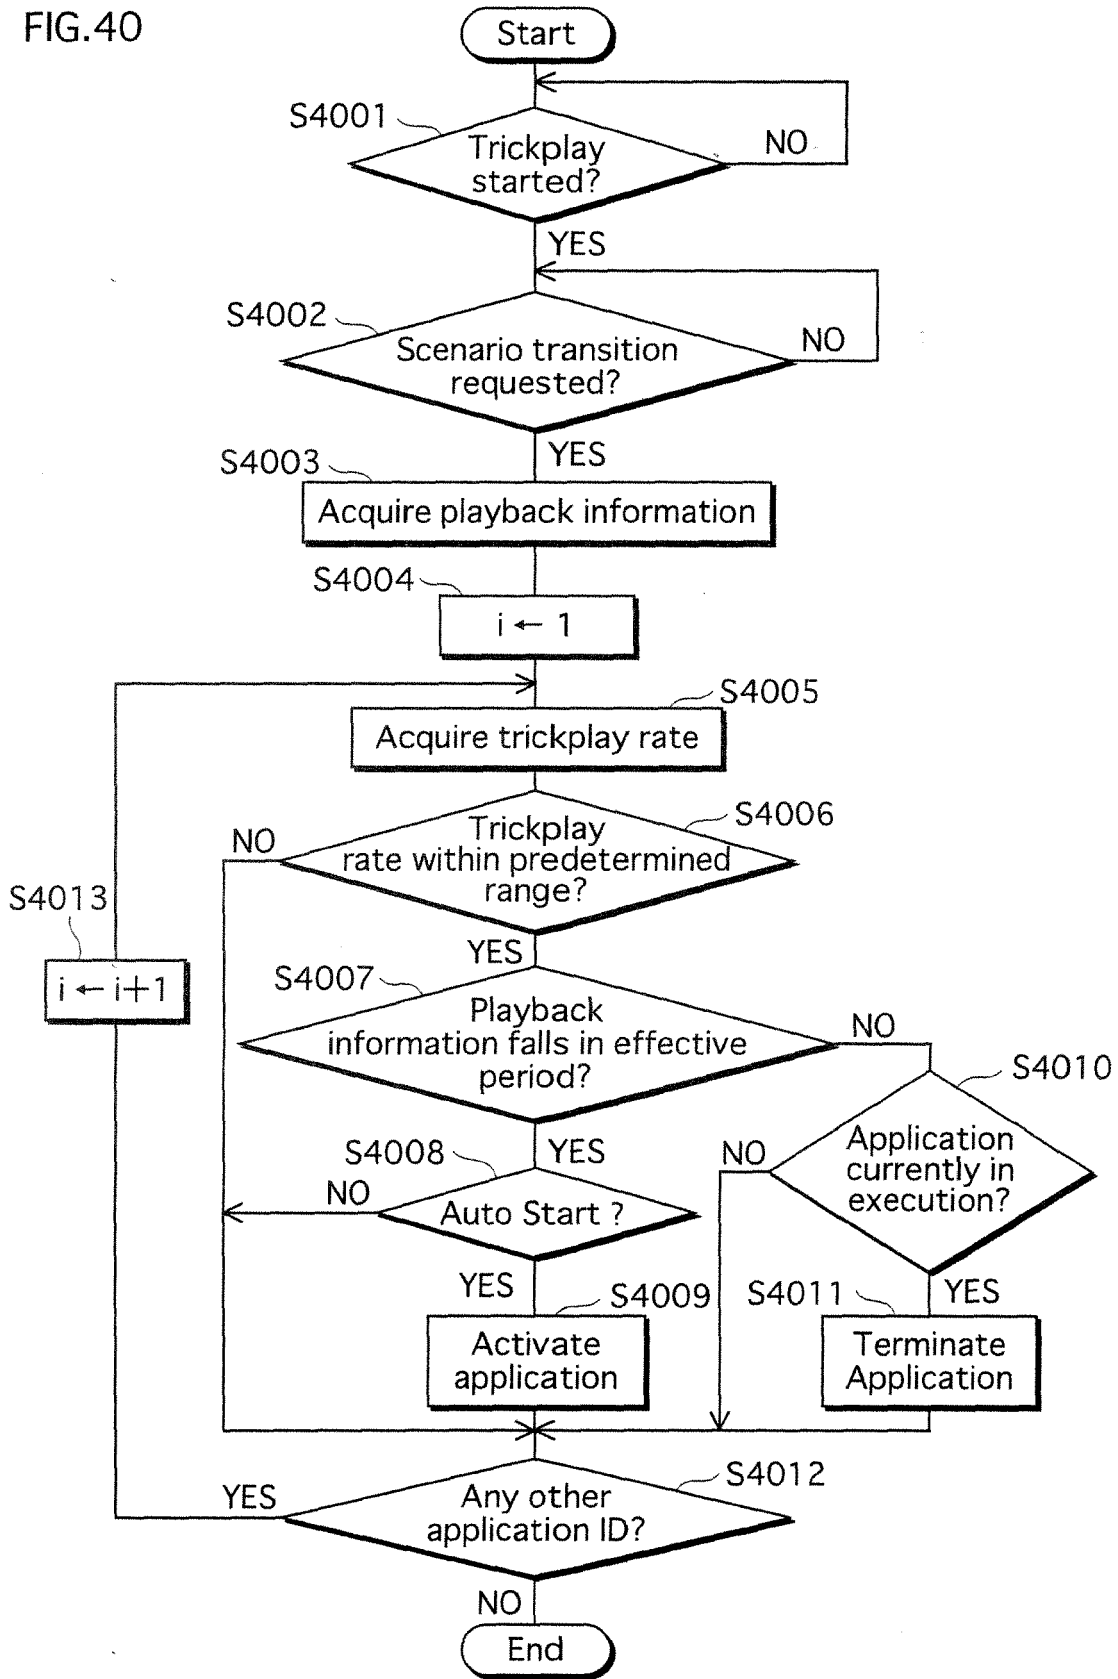 FIG.40
Start
S4001
Trickplay
started?
NO
YES
S4002
Scenario transition
requested?
NO
YES
S4003
Acquire playback information
S4004
i ← 1
S4005
Acquire trickplay rate
S4006
Trickplay
rate within predetermined
range?
NO
YES
S4013
i ← i+1
S4007
Playback
information falls in effective
period?
NO
YES
S4010
Application
currently in
execution?
NO
YES
S4008
Auto Start ?
NO
YES
S4009
Activate
application
S4011
Terminate
Application
S4012
Any other
application ID?
YES
NO
End